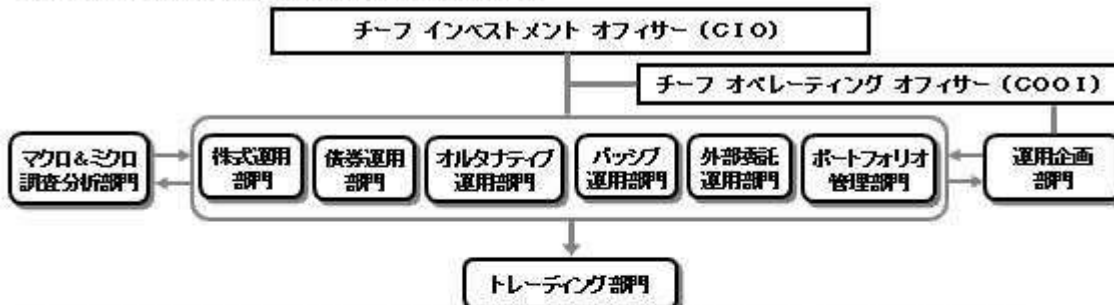 チーフ インベストメント オフィサー (CIO)
チーフ オペレーティング オフィサー (COOI)
マクロ&ミクロ
調査分析部門
株式運用
部門
債券運用
部門
オルタナティブ
運用部門
パッシブ
運用部門
外部委託
運用部門
ポートフォリオ
管理部門
運用企画
部門
トレーディング部門